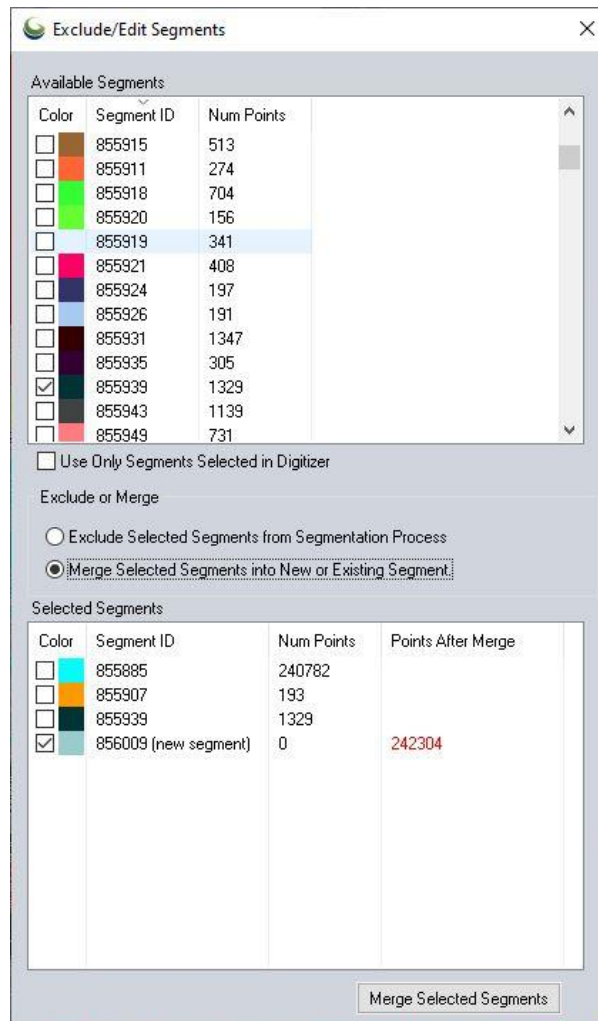 Exclude/Edit Segments
Available Segments
Color Segment ID Num Points
855915 513
855911 274
855918 704
855920 156
855919 341
855921 408
855924 197
855926 191
855931 1347
855935 305
855939 1329
855943 1139
855949 731
Use Only Segments Selected in Digitizer
Exclude or Merge
Exclude Selected Segments from Segmentation Process
Merge Selected Segments into New or Existing Segment
Selected Segments
Color Segment ID Num Points Points After Merge
855885 240782
855907 193
855939 1329
856009 (new segment) 0 242304
Merge Selected Segments